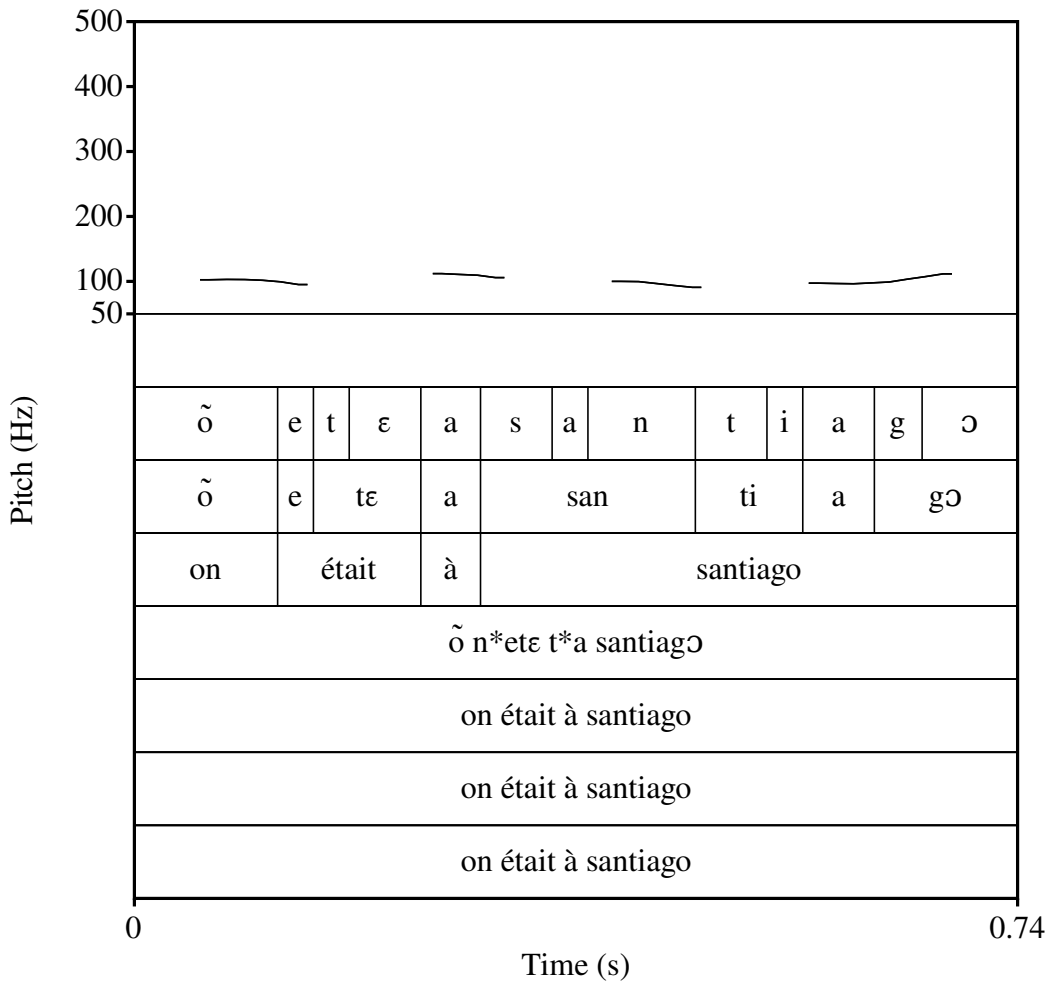 500
400
300
200
100
50
Pitch (Hz)
õ e t ɛ a s a n t i a g ɔ
õ e tɛ a san ti a gɔ
on était à santiago
õ n*etɛ t*a santiagɔ
on était à santiago
on était à santiago
on était à santiago
0 0.74
Time (s)